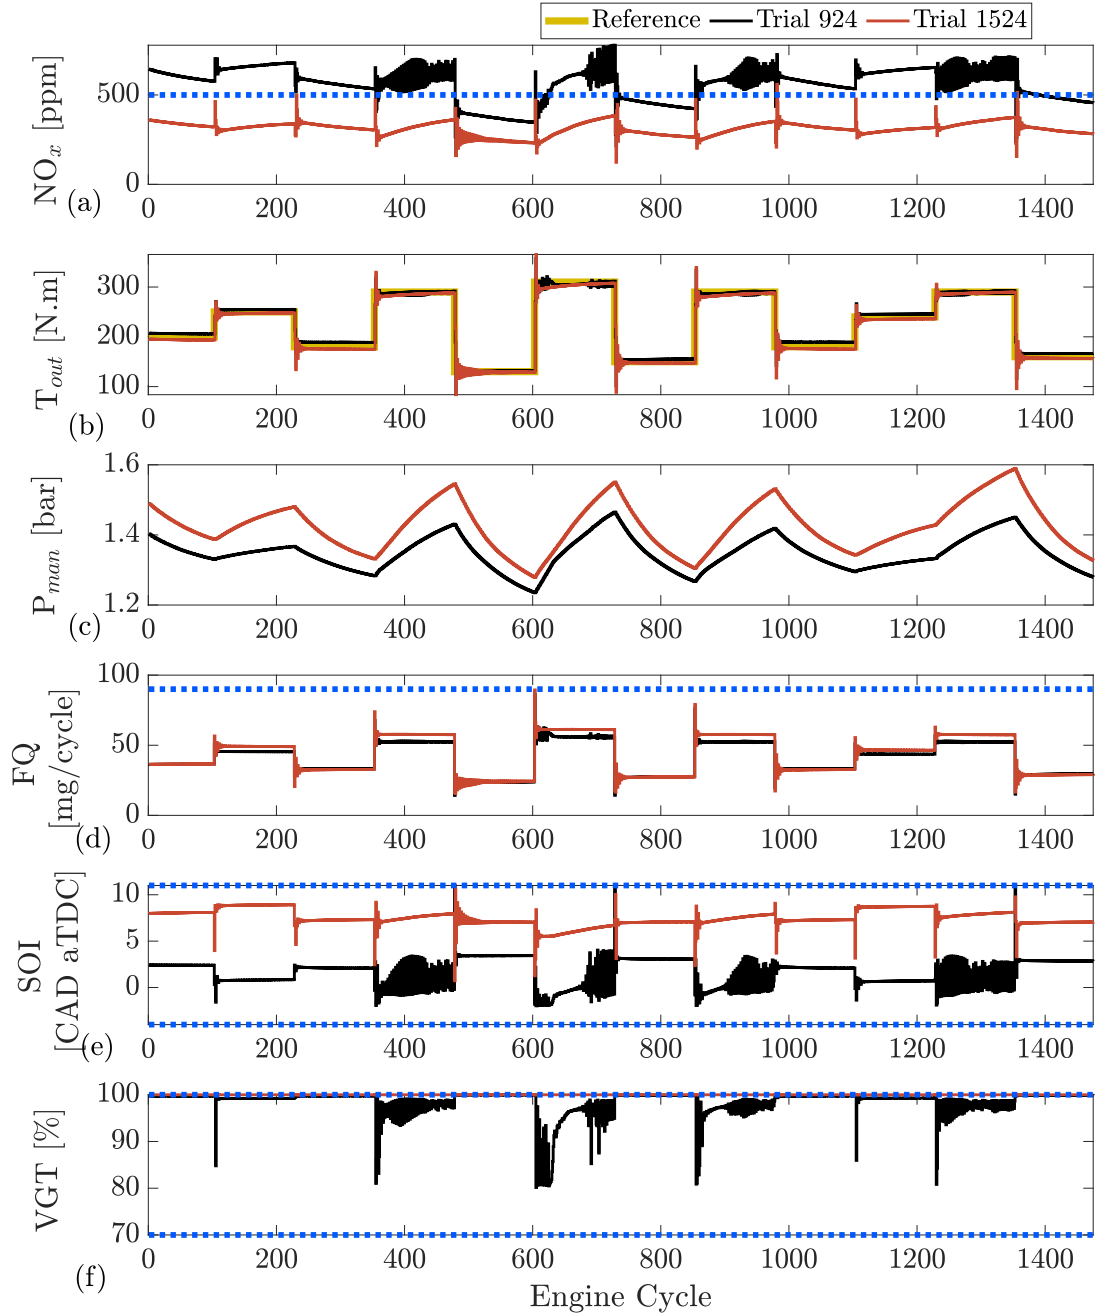 Reference Trial 924 Trial 1524
NOx [ppm]
500
0
(a)
0 200 400 600 800 1000 1200 1400
Tout [N.m]
300
200
100
(b)
0 200 400 600 800 1000 1200 1400
Pman [bar]
1.6
1.4
1.2
(c)
0 200 400 600 800 1000 1200 1400
FQ
[mg/cycle]
100
50
0
(d)
0 200 400 600 800 1000 1200 1400
SOI
[CAD aTDC]
10
5
0
(e)
0 200 400 600 800 1000 1200 1400
VGT [%]
100
90
80
70
(f)
0 200 400 600 800 1000 1200 1400
Engine Cycle